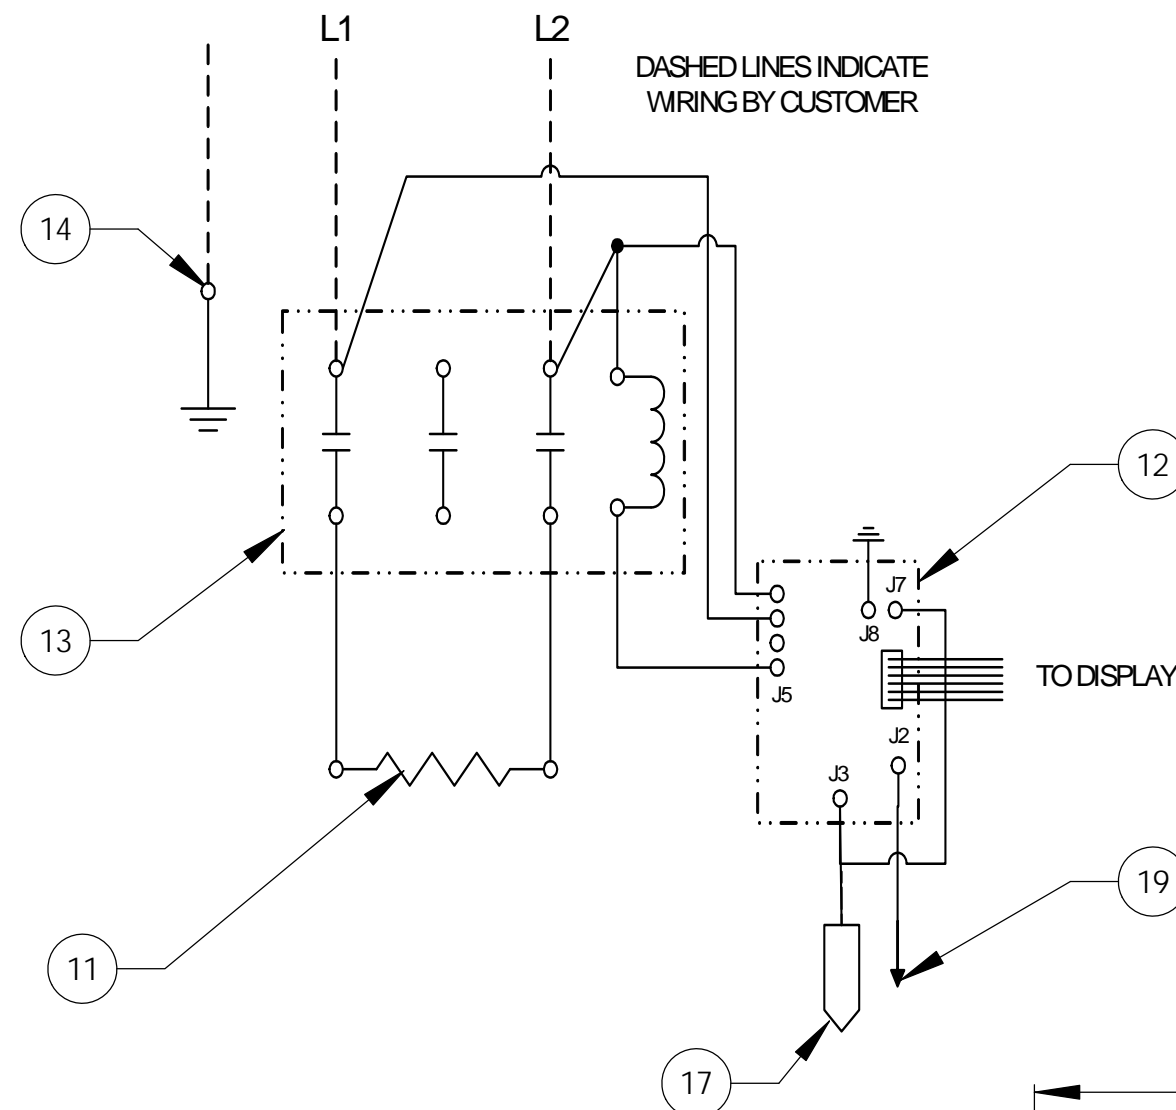 L1
L2
DASHED LINES INDICATE
WIRING BY CUSTOMER
14
12
13
J7
J8
TO DISPLAY
J5
J2
J3
19
11
17